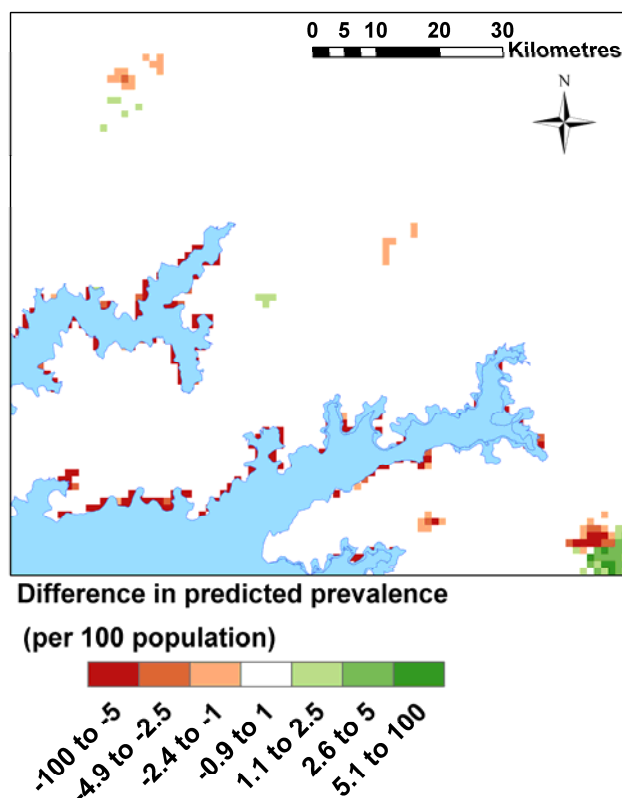 0 5 10 20 30
Kilometres
N
Difference in predicted prevalence
(per 100 population)
-100 to -5
-4.9 to -2.5
-2.4 to -1
-0.9 to 1
1.1 to 2.5
2.6 to 5
5.1 to 100